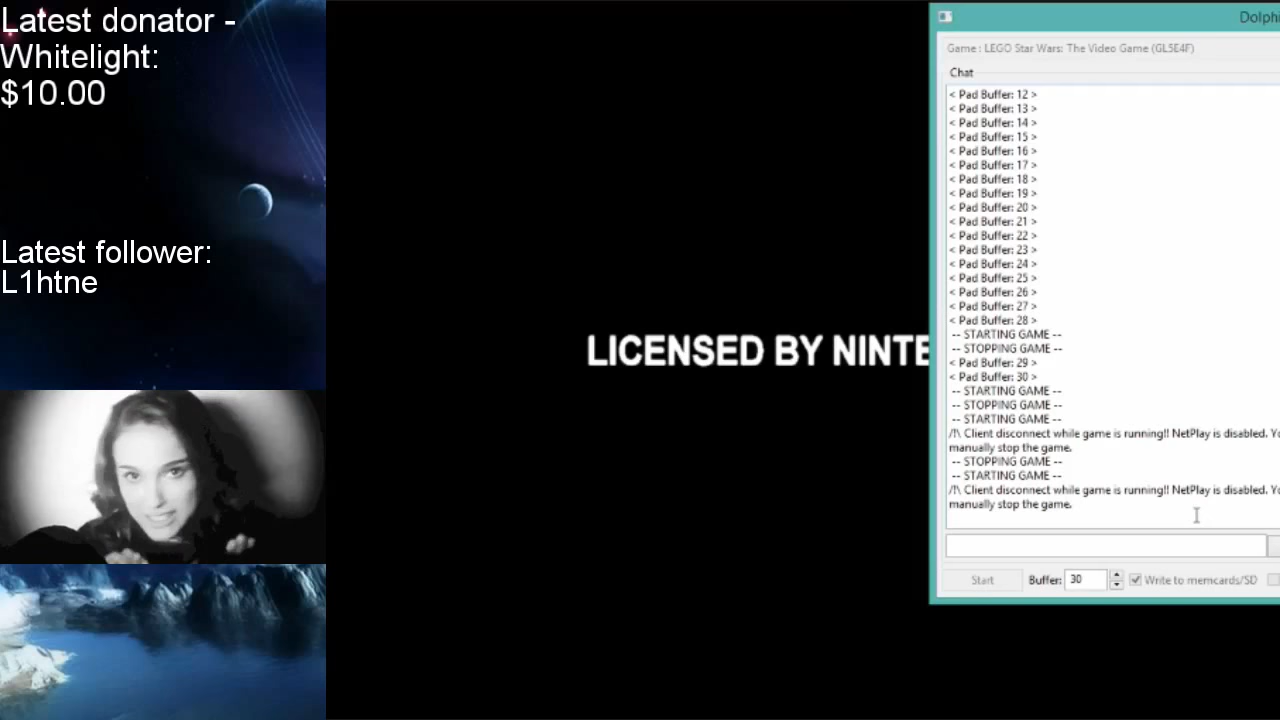 Latest donator -
Whitelight:
$10.00
Latest follower:
L1htne
LICENSED BY NINTE
Dolph
Game : LEGO Star Wars: The Video Game (GL5E4F)
Chat
< Pad Buffer: 12 >
< Pad Buffer: 13 >
< Pad Buffer: 14 >
< Pad Buffer: 15 >
< Pad Buffer: 16 >
< Pad Buffer: 17 >
< Pad Buffer: 18 >
< Pad Buffer: 19 >
< Pad Buffer: 20 >
< Pad Buffer: 21 >
< Pad Buffer: 22 >
< Pad Buffer: 23 >
< Pad Buffer: 24 >
< Pad Buffer: 25 >
< Pad Buffer: 26 >
< Pad Buffer: 27 >
< Pad Buffer: 28 >
-- STARTING GAME --
-- STOPPING GAME --
< Pad Buffer: 29 >
< Pad Buffer: 30 >
-- STARTING GAME --
-- STOPPING GAME --
-- STARTING GAME --
/!\ Client disconnect while game is running!! NetPlay is disabled. Yo
manually stop the game.
-- STOPPING GAME --
-- STARTING GAME --
/!\ Client disconnect while game is running!! NetPlay is disabled. Yo
manually stop the game.
Start
Buffer: 30
Write to memcards/SD